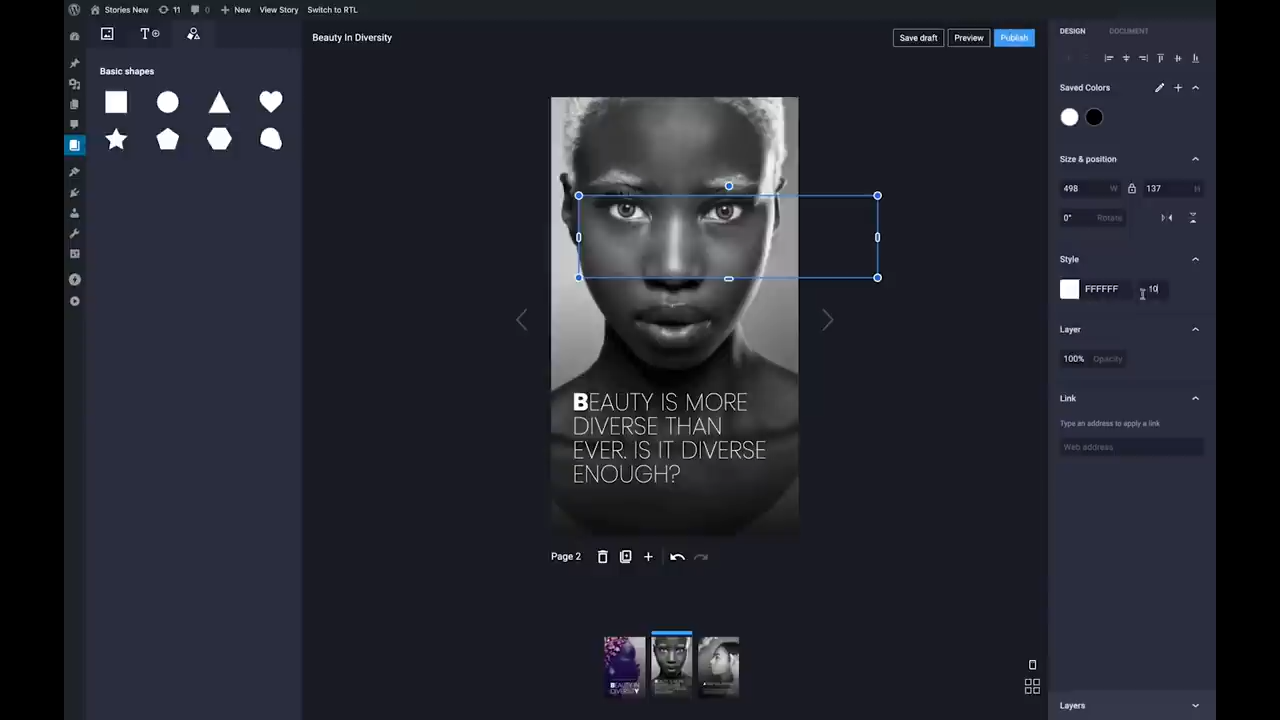 Stories New 11 0 New View Story Switch to RTL
Basic shapes
Beauty In Diversity
Save draft Preview Publish
BEAUTY IS MORE
DIVERSE THAN
EVER. IS IT DIVERSE
ENOUGH?
Page 2
DESIGN DOCUMENT
Saved Colors
Size & position
498 W 137 H
0° Rotate
Style
FFFFFF 10
Layer
100% Opacity
Link
Type an address to apply a link
Web address
Layers